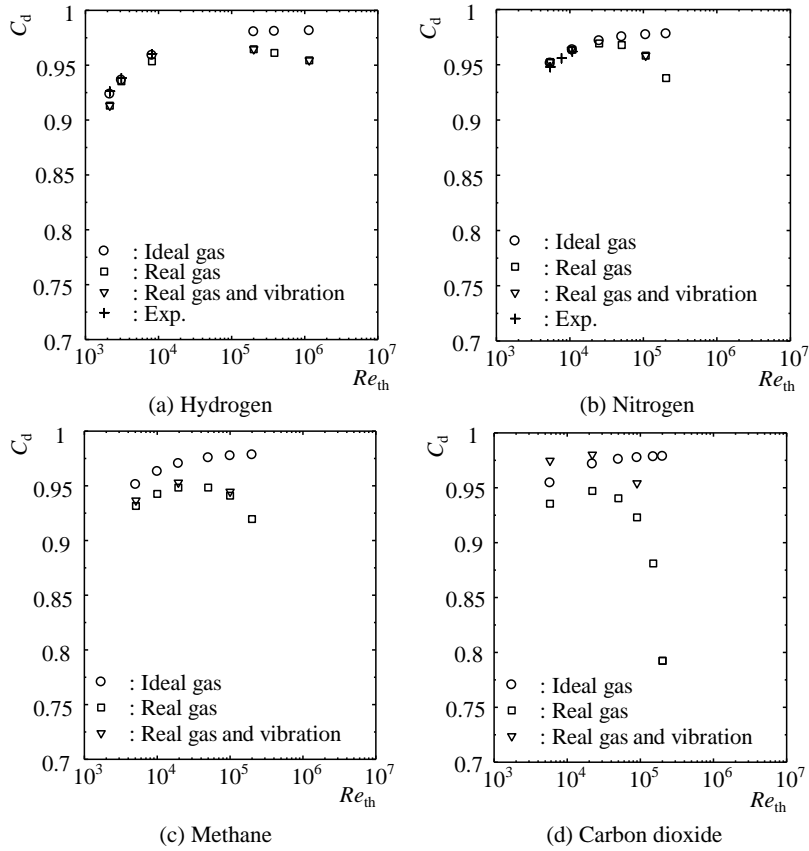 C_d
1
0.95
0.9
0.85
0.8
0.75
0.7
: Ideal gas
: Real gas
: Real gas and vibration
: Exp.
10^3 10^4 10^5 10^6 10^7
Re_th
(a) Hydrogen
C_d
1
0.95
0.9
0.85
0.8
0.75
0.7
: Ideal gas
: Real gas
: Real gas and vibration
: Exp.
10^3 10^4 10^5 10^6 10^7
Re_th
(b) Nitrogen
C_d
1
0.95
0.9
0.85
0.8
0.75
0.7
: Ideal gas
: Real gas
: Real gas and vibration
10^3 10^4 10^5 10^6 10^7
Re_th
(c) Methane
C_d
1
0.95
0.9
0.85
0.8
0.75
0.7
: Ideal gas
: Real gas
: Real gas and vibration
10^3 10^4 10^5 10^6 10^7
Re_th
(d) Carbon dioxide